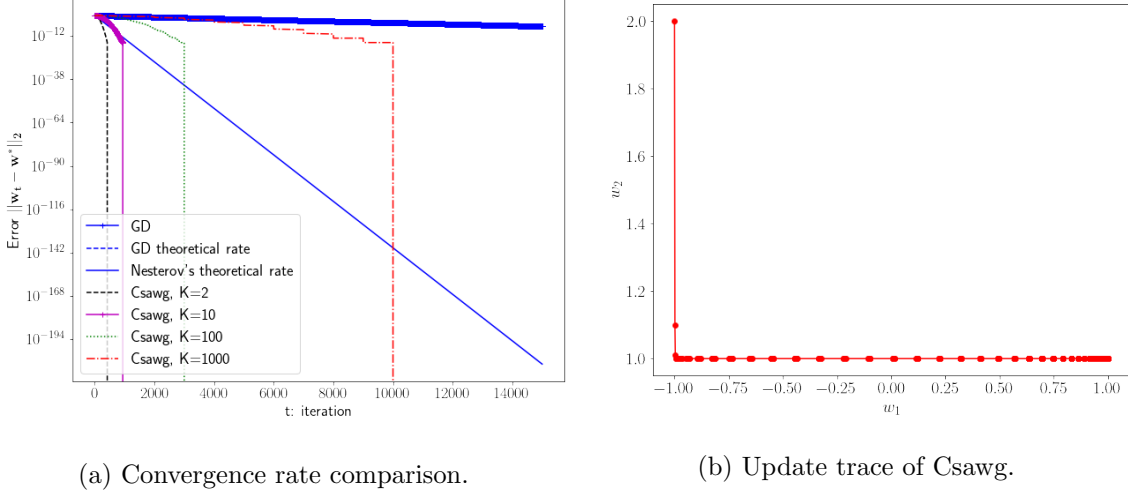 10^{-12}
10^{-38}
10^{-64}
10^{-90}
10^{-116}
10^{-142}
10^{-168}
10^{-194}
Error ||w_t − w^*||_2
GD
GD theoretical rate
Nesterov's theoretical rate
Csawg, K=2
Csawg, K=10
Csawg, K=100
Csawg, K=1000
0 2000 4000 6000 8000 10000 12000 14000
t: iteration
2.0
1.8
1.6
1.4
1.2
1.0
w_2
−1.00 −0.75 −0.50 −0.25 0.00 0.25 0.50 0.75 1.00
w_1
(a) Convergence rate comparison.
(b) Update trace of Csawg.